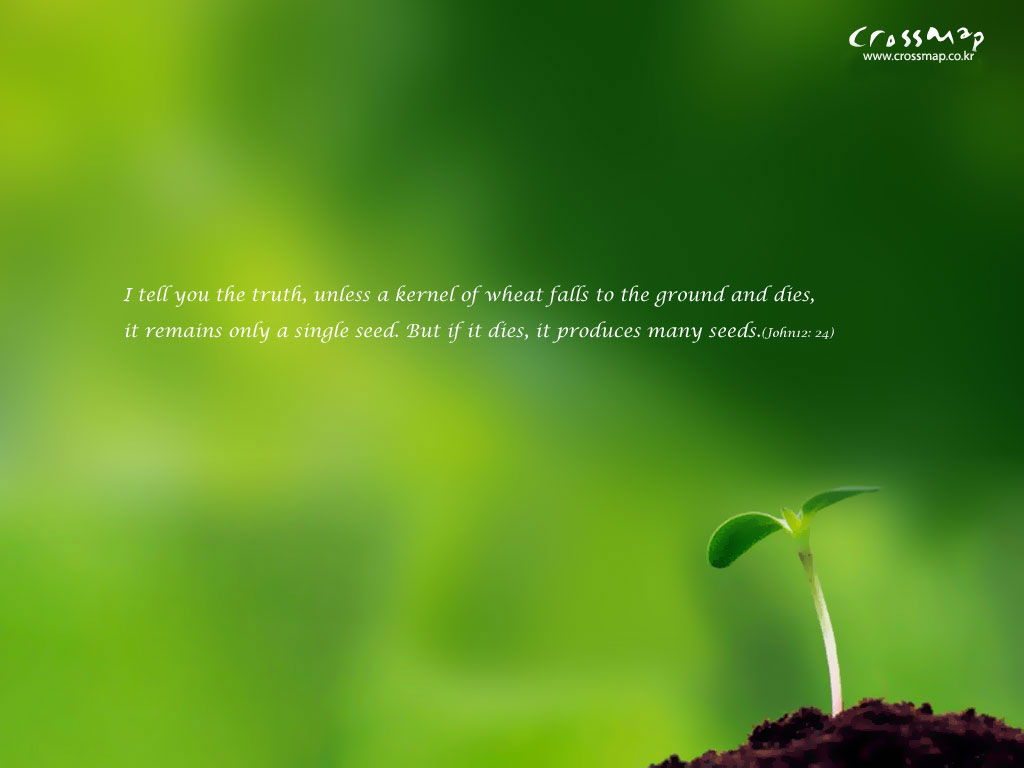 crossmap
www.crossmap.co.kr
I tell you the truth, unless a kernel of wheat falls to the ground and dies,
it remains only a single seed. But if it dies, it produces many seeds.(John12: 24)